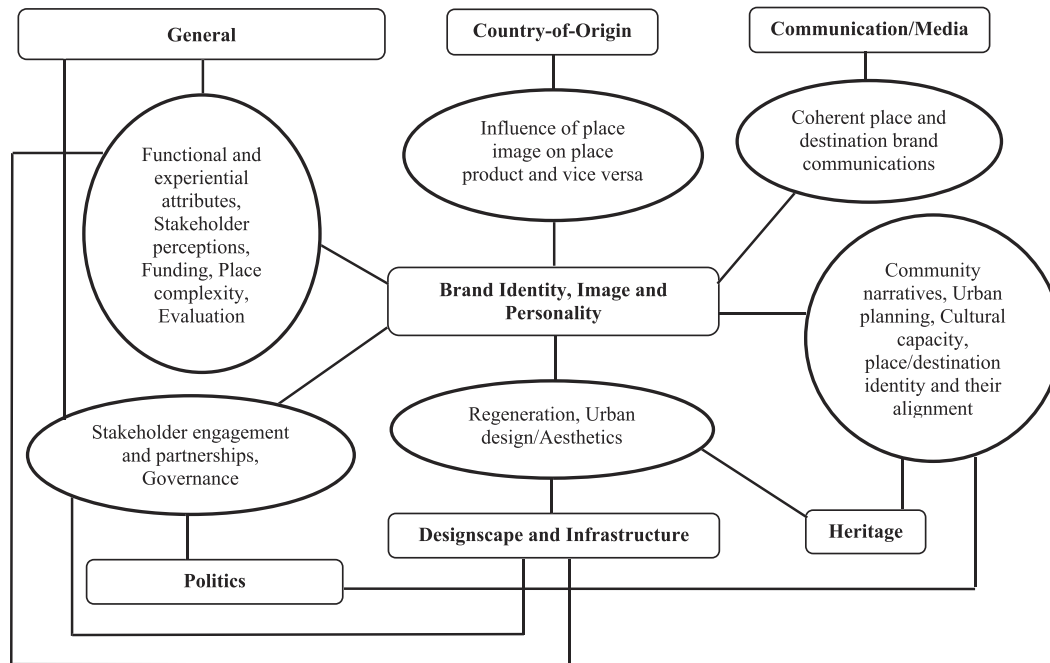 General
Country-of-Origin
Communication/Media
Functional and
experiential
attributes,
Stakeholder
perceptions,
Funding, Place
complexity,
Evaluation
Influence of place
image on place
product and vice versa
Coherent place and
destination brand
communications
Brand Identity, Image and
Personality
Community
narratives, Urban
planning, Cultural
capacity,
place/destination
identity and their
alignment
Stakeholder engagement
and partnerships,
Governance
Regeneration, Urban
design/Aesthetics
Designscape and Infrastructure
Heritage
Politics